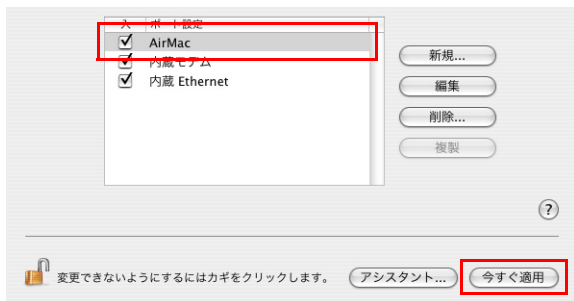 入 ポート設定
AirMac
内蔵モデム
内蔵 Ethernet
新規...
編集
削除...
複製
?
変更できないようにするにはカギをクリックします。
アシスタント...
今すぐ適用